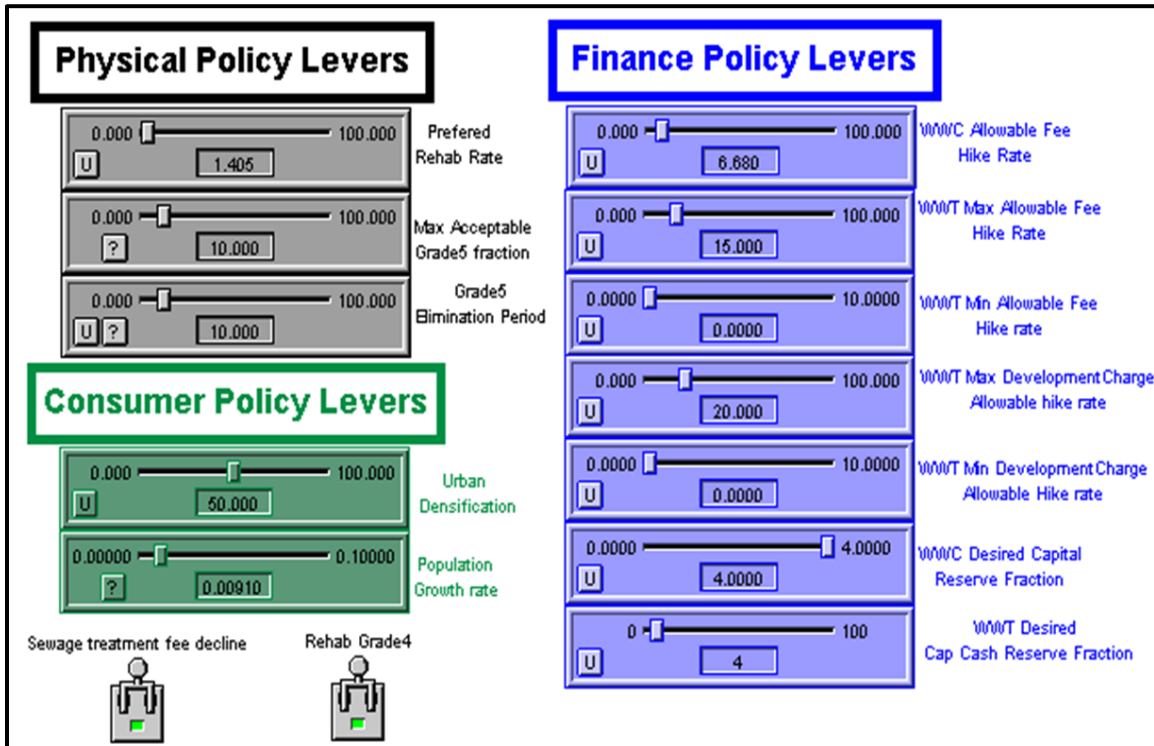 Physical Policy Levers
0.000 100.000
U
1.405
Prefered
Rehab Rate
0.000 100.000
?
10.000
Max Acceptable
Grade5 fraction
0.000 100.000
U ?
10.000
Grade5
Elimination Period
Consumer Policy Levers
0.000 100.000
U
50.000
Urban
Densification
0.00000 0.10000
?
0.00910
Population
Growth rate
Sewage treatment fee decline
Rehab Grade4
Finance Policy Levers
0.000 100.000
U
6.680
WWC Allowable Fee
Hike Rate
0.000 100.000
U
15.000
WWT Max Allowable Fee
Hike Rate
0.0000 10.0000
U
0.0000
WWT Min Allowable Fee
Hike rate
0.000 100.000
U
20.000
WWT Max DevelopmentCharge
Allowable hike rate
0.0000 10.0000
U
0.0000
WWT Min DevelopmentCharge
Allowable Hike rate
0.0000 4.0000
U
4.0000
WWC Desired Capital
Reserve Fraction
0 100
U
4
WWT Desired
Cap Cash Reserve Fraction